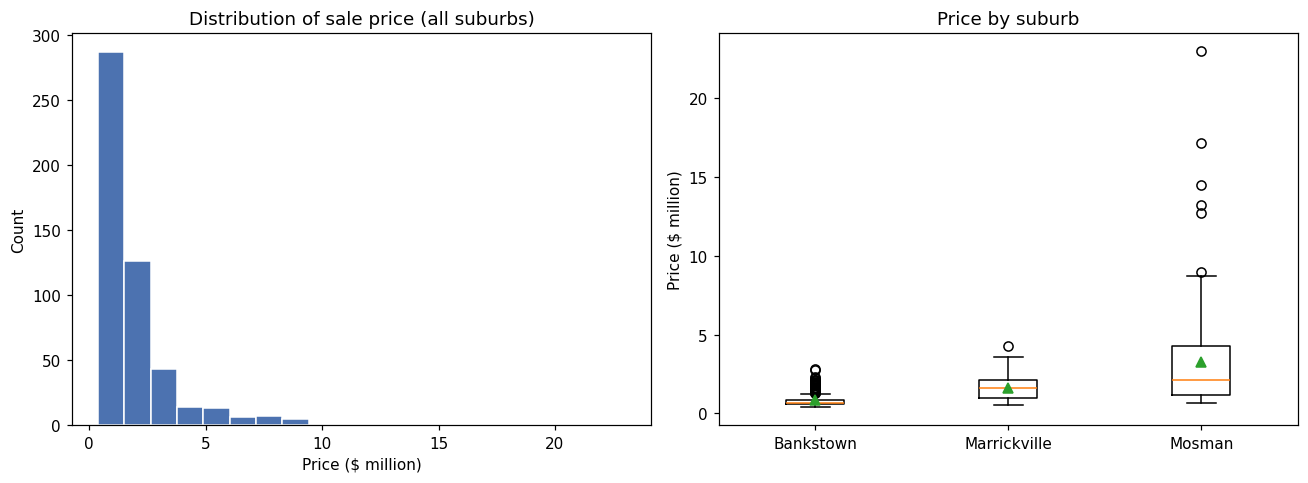 Distribution of sale price (all suburbs)
300
250
200
150
100
50
0
Count
0 5 10 15 20
Price ($ million)
Price by suburb
20
15
10
5
0
Price ($ million)
Bankstown Marrickville Mosman